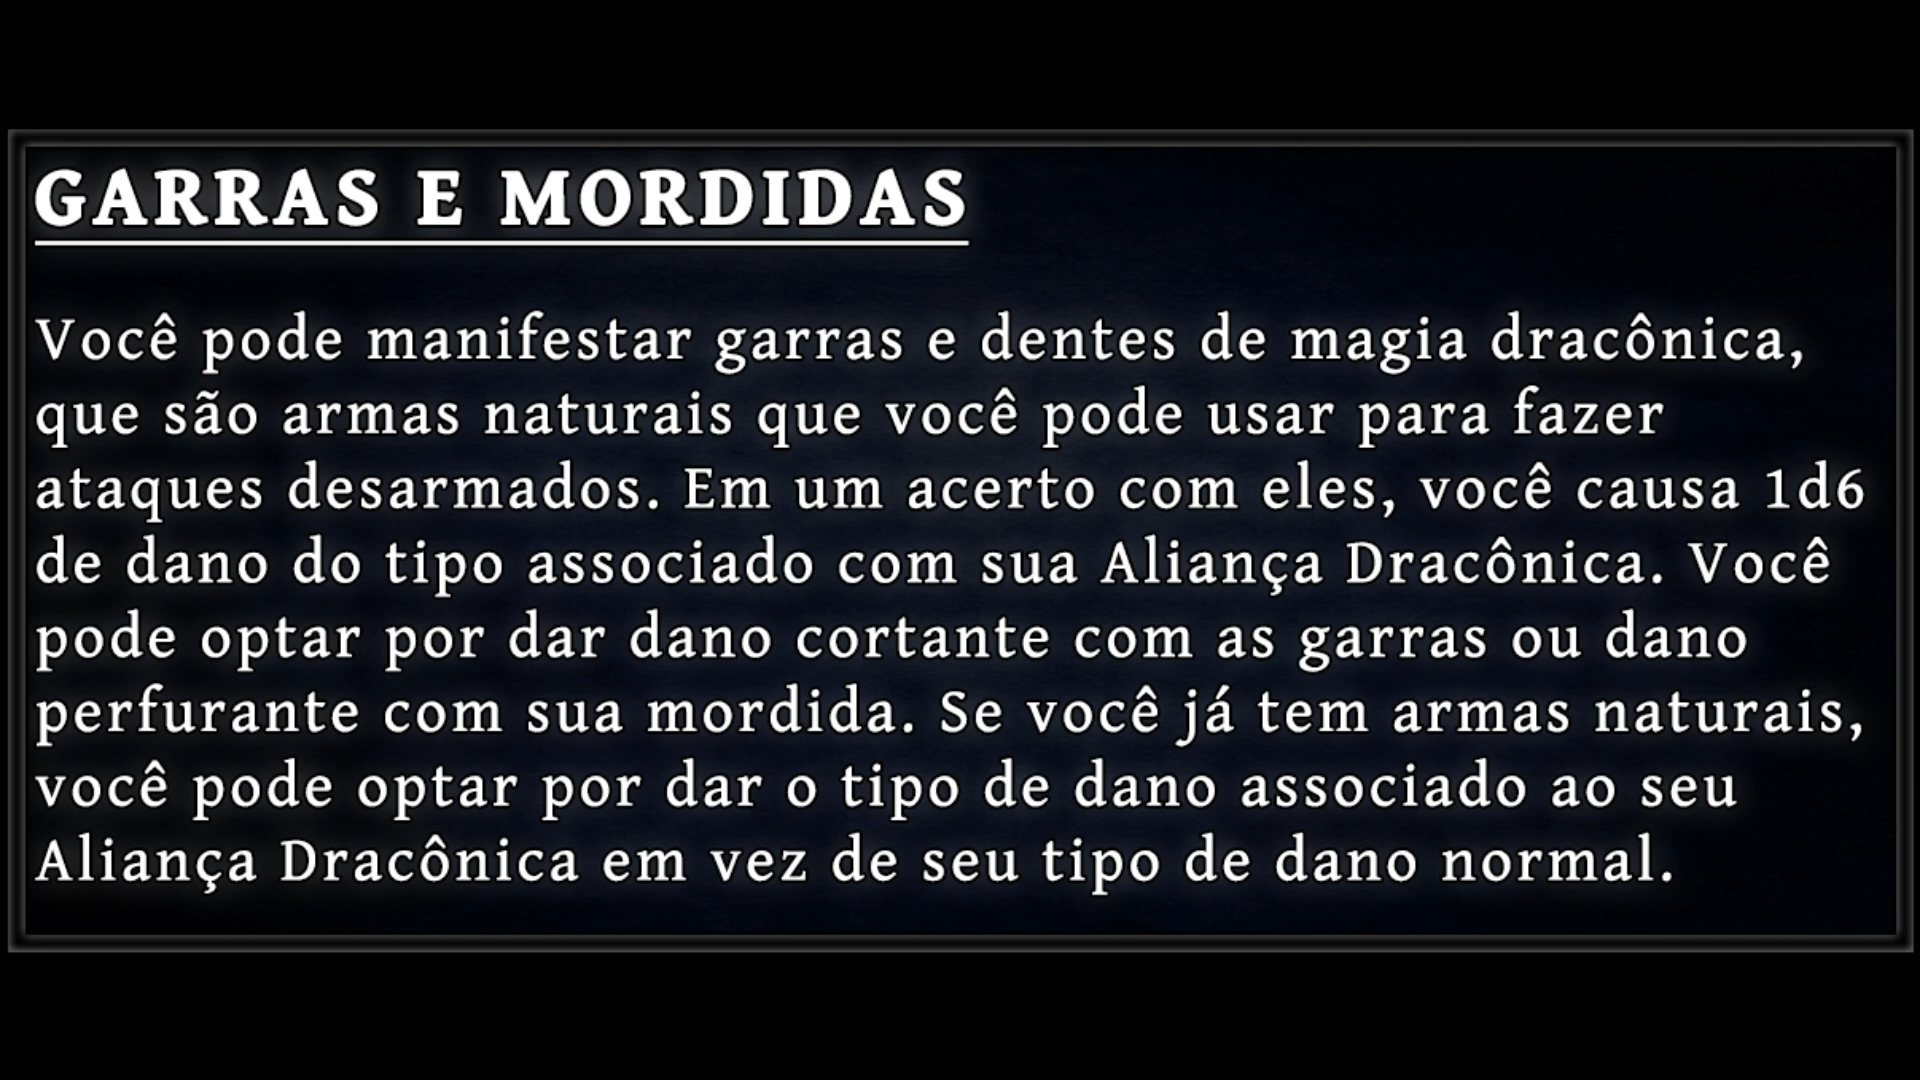 GARRAS E MORDIDAS
Você pode manifestar garras e dentes de magia dracônica,
que são armas naturais que você pode usar para fazer
ataques desarmados. Em um acerto com eles, você causa 1d6
de dano do tipo associado com sua Aliança Dracônica. Você
pode optar por dar dano cortante com as garras ou dano
perfurante com sua mordida. Se você já tem armas naturais,
você pode optar por dar o tipo de dano associado ao seu
Aliança Dracônica em vez de seu tipo de dano normal.